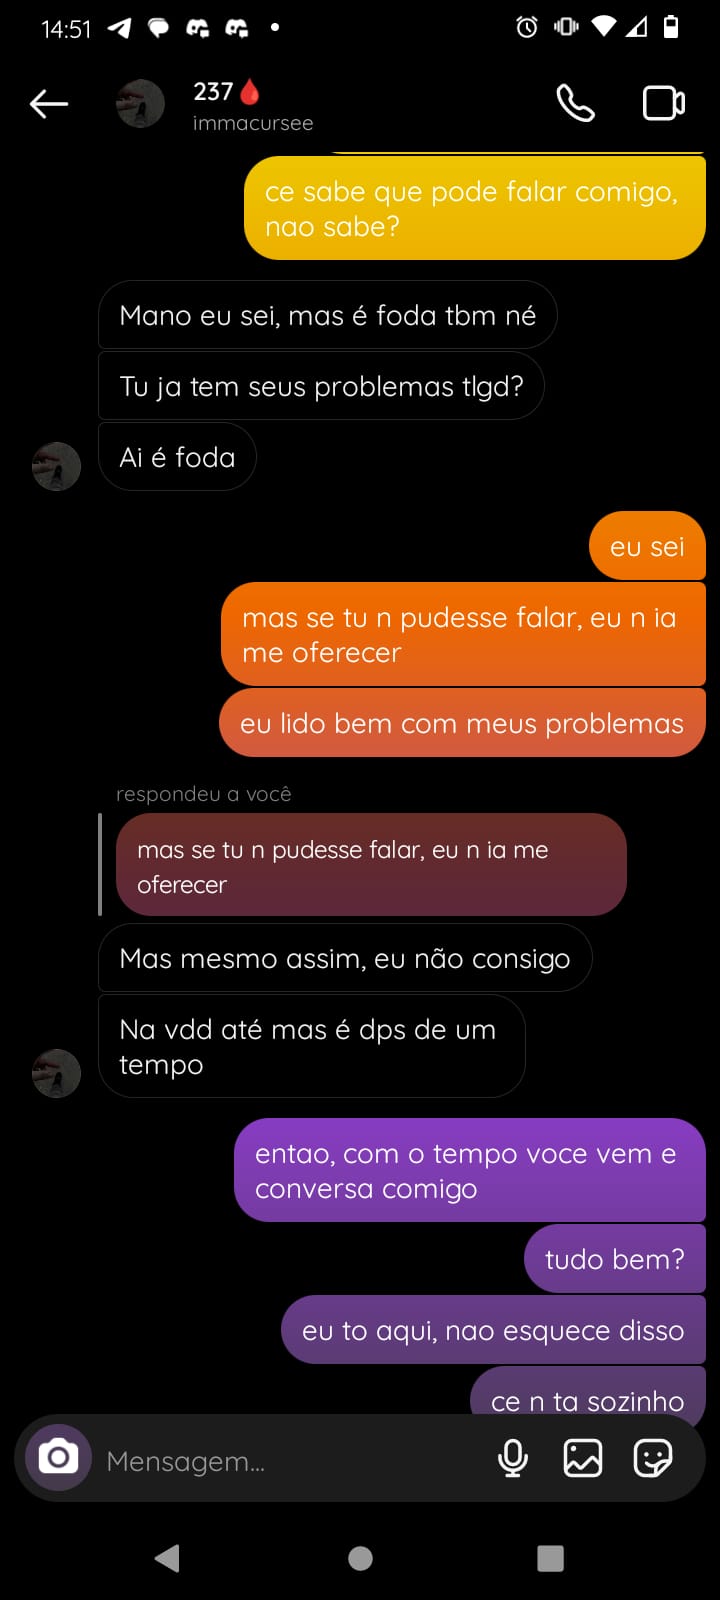 14:51
237
immacursee
ce sabe que pode falar comigo,
nao sabe?
Mano eu sei, mas é foda tbm né
Tu ja tem seus problemas tlgd?
Ai é foda
eu sei
mas se tu n pudesse falar, eu n ia
me oferecer
eu lido bem com meus problemas
respondeu a você
mas se tu n pudesse falar, eu n ia me
oferecer
Mas mesmo assim, eu não consigo
Na vdd até mas é dps de um
tempo
entao, com o tempo voce vem e
conversa comigo
tudo bem?
eu to aqui, nao esquece disso
ce n ta sozinho
Mensagem...